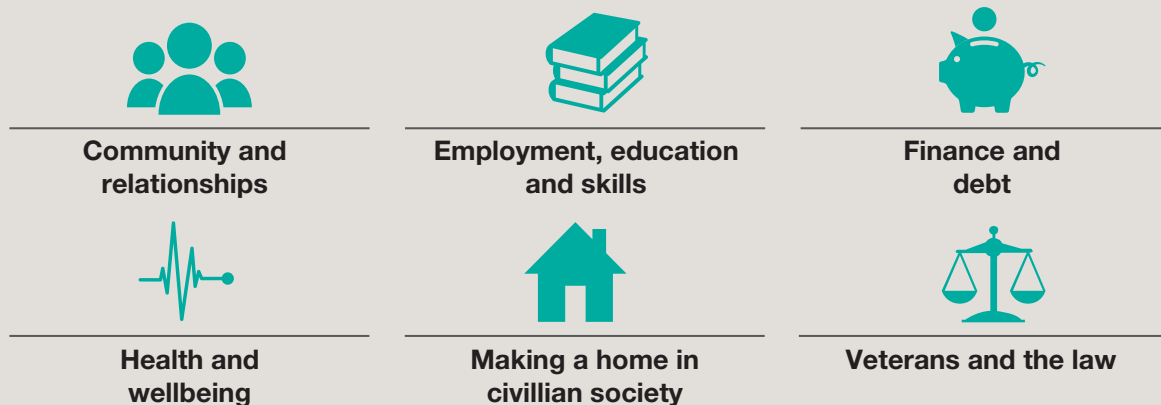 Community and
relationships
Employment, education
and skills
Finance and
debt
Health and
wellbeing
Making a home in
civillian society
Veterans and the law